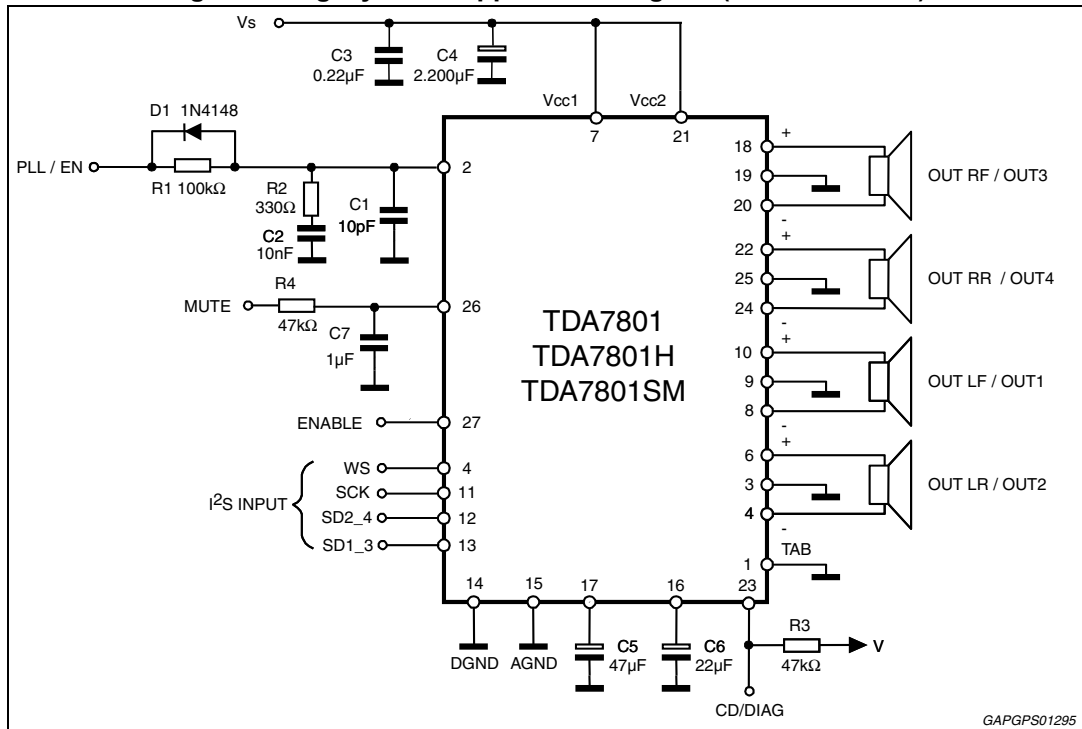 Vs
C3
0.22µF
C4
2.200µF
Vcc1
Vcc2
7
21
D1 1N4148
PLL / EN
R1 100kΩ
R2
330Ω
C2
10nF
C1
10pF
2
MUTE
R4
47kΩ
C7
1µF
26
ENABLE
27
I²S INPUT
WS
4
SCK
11
SD2_4
12
SD1_3
13
TDA7801
TDA7801H
TDA7801SM
18
+
19
20
-
OUT RF / OUT3
22
+
25
24
-
OUT RR / OUT4
10
+
9
8
-
OUT LF / OUT1
6
+
3
4
-
OUT LR / OUT2
1
TAB
14
15
17
16
23
DGND
AGND
C5
47µF
C6
22µF
R3
47kΩ
V
CD/DIAG
GAPGPS01295